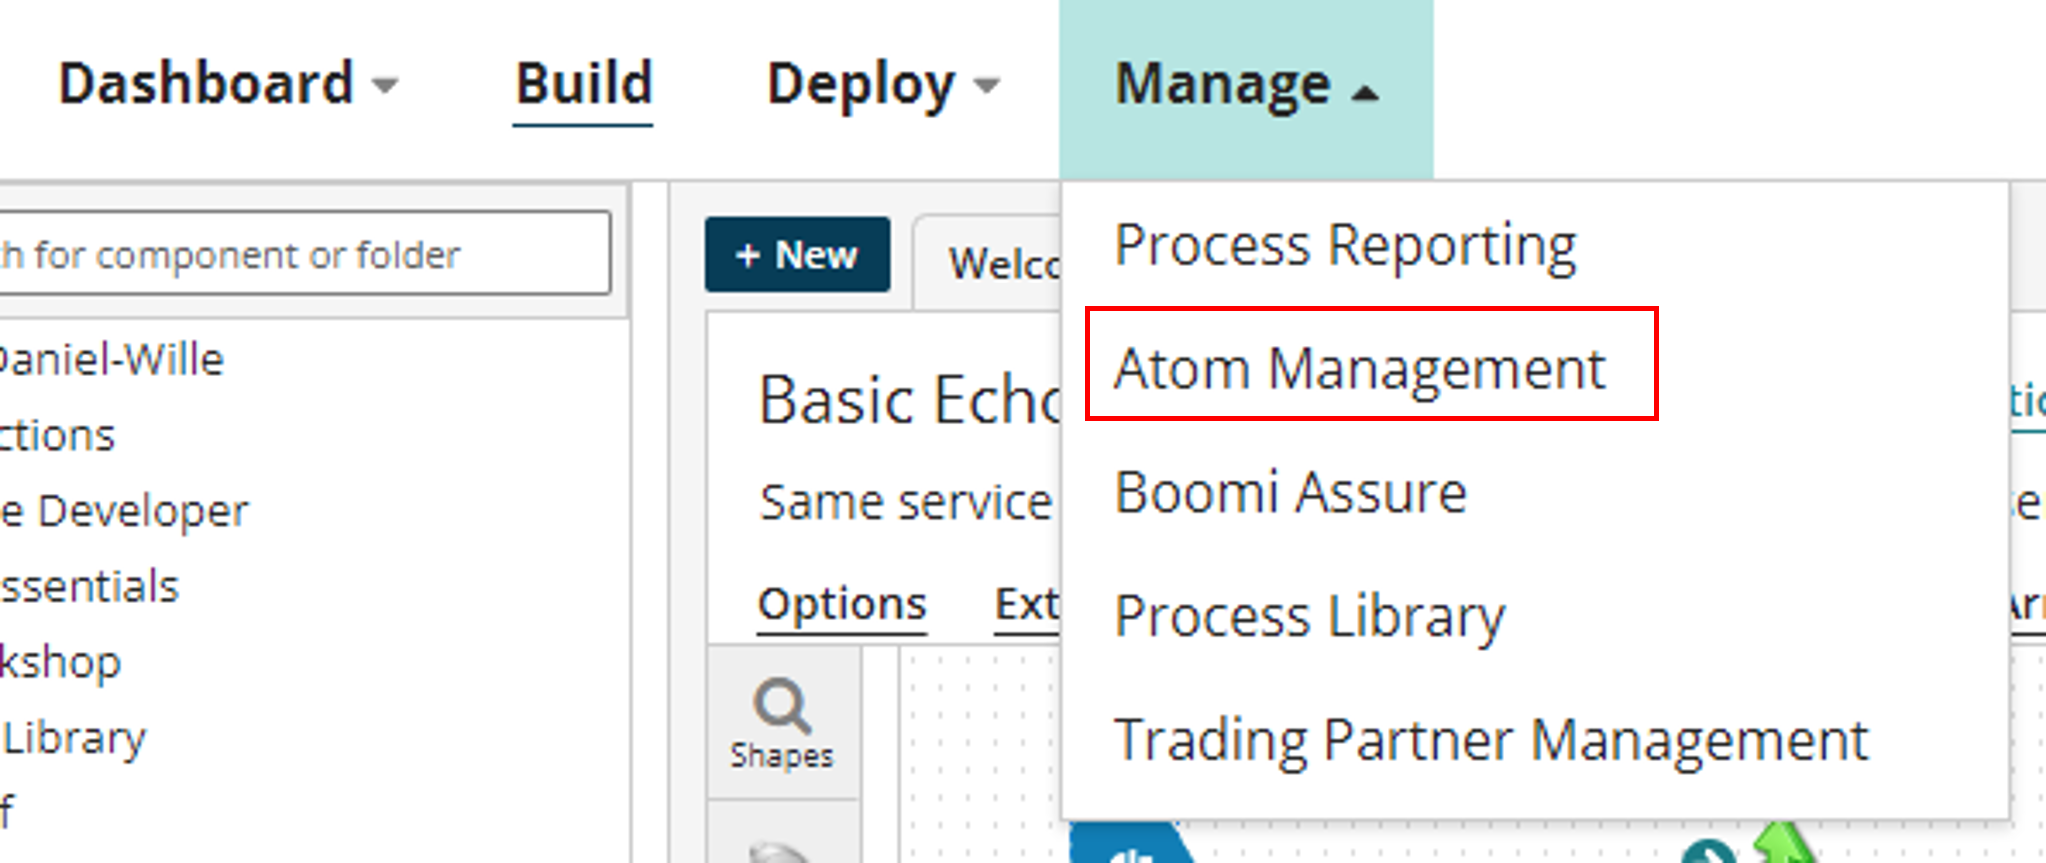 Dashboard Build Deploy Manage
h for component or folder
+ New Welco
Process Reporting
Daniel-Wille
Atom Management
Basic Echo
ctions
Boomi Assure
Same service
e Developer
ssentials
Options Ext
Process Library
kshop
Library
Trading Partner Management
Shapes
f